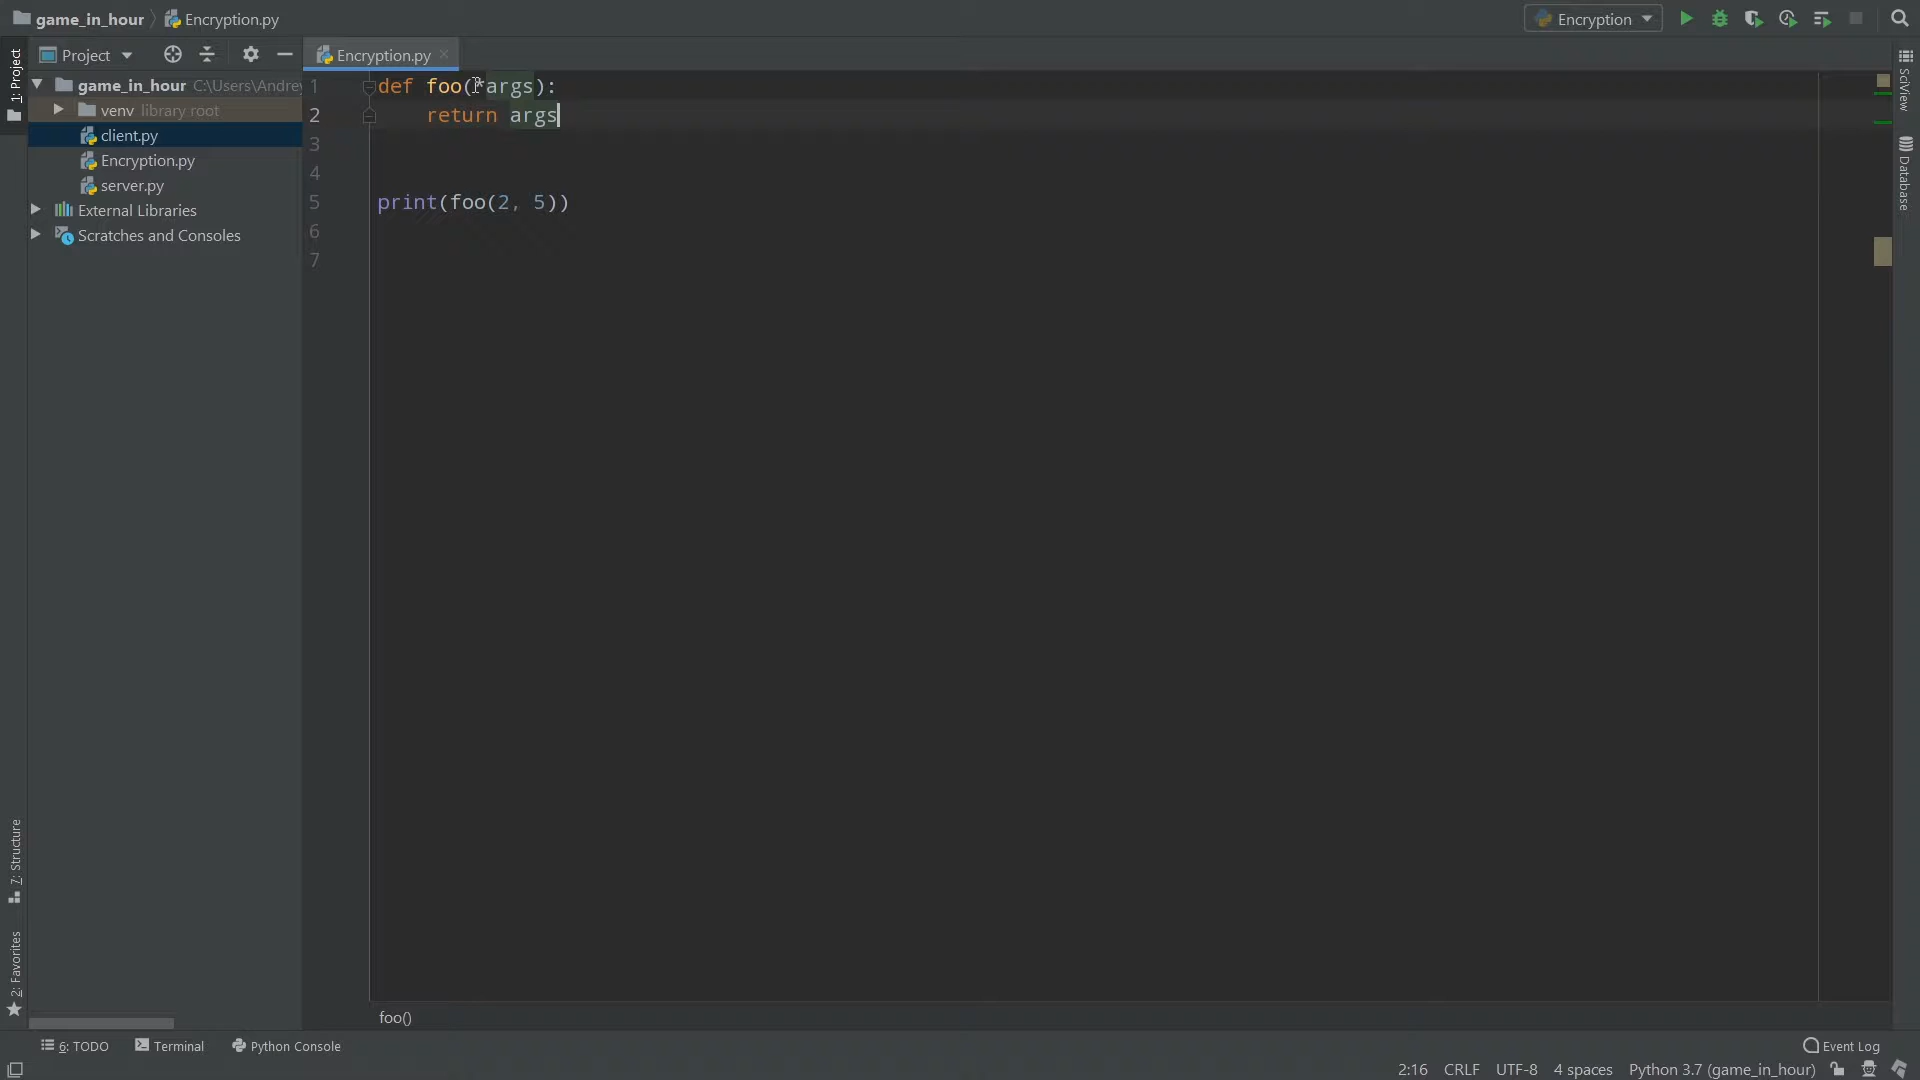 game_in_hour Encryption.py
Encryption
Project
Encryption.py
1: Project
game_in_hour C:\Users\Andrey
venv library root
client.py
Encryption.py
server.py
External Libraries
Scratches and Consoles
1 def foo(*args):
2 return args
3
4
5 print(foo(2, 5))
6
7
SciView
Database
7: Structure
2: Favorites
foo()
6: TODO Terminal Python Console Event Log
2:16 CRLF UTF-8 4 spaces Python 3.7 (game_in_hour)